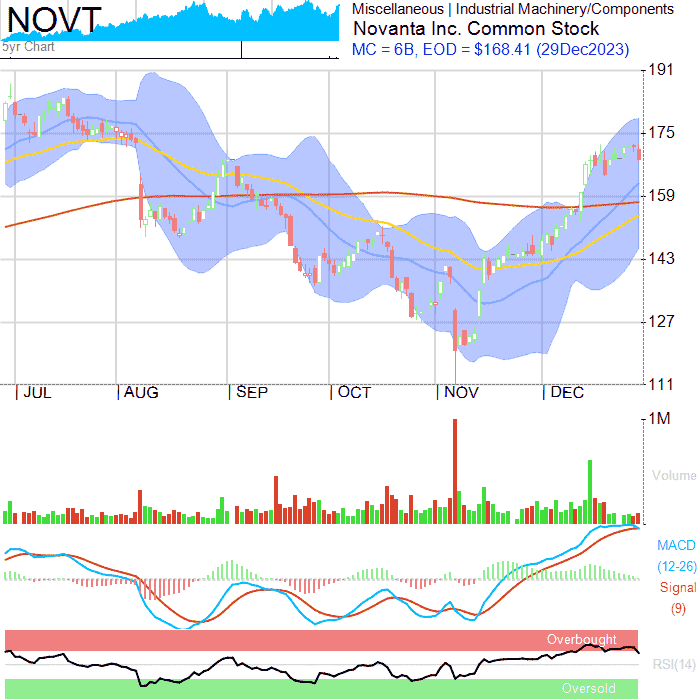 NOVT
5yr Chart
Miscellaneous | Industrial Machinery/Components
Novanta Inc. Common Stock
MC = 6B, EOD = $168.41 (29Dec2023)
191
175
159
143
127
111
JUL AUG SEP OCT NOV DEC
1M
Volume
MACD
(12-26)
Signal
(9)
Overbought
RSI(14)
Oversold